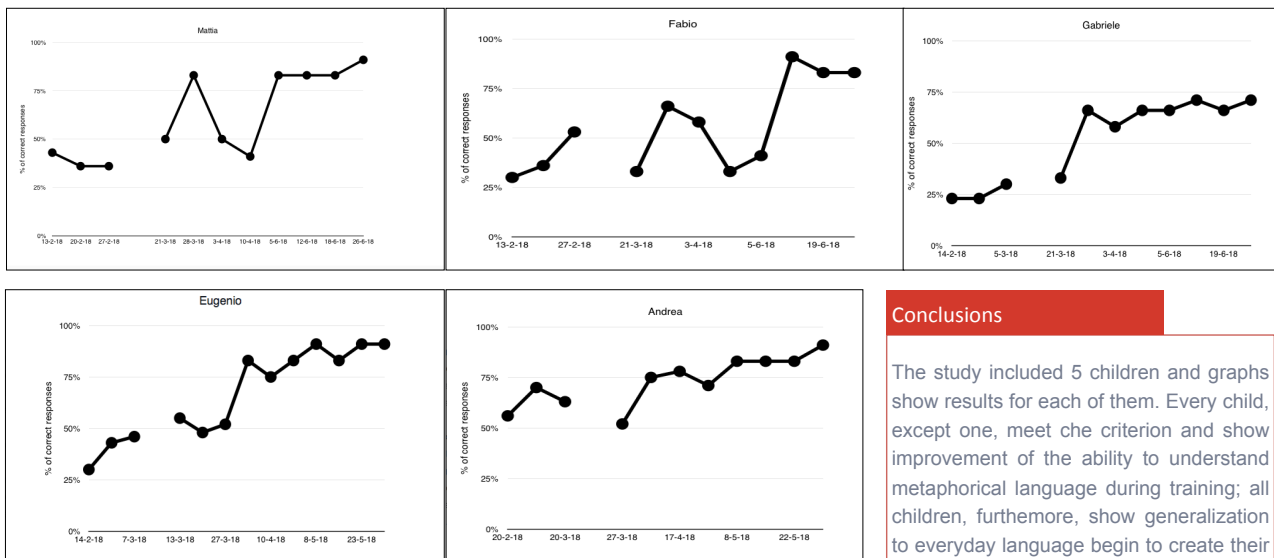 Mattia
100%
75%
50%
25%
0%
% of correct responses
13-2-18 20-2-18 27-2-18 21-3-18 28-3-18 3-4-18 10-4-18 5-6-18 12-6-18 18-6-18 26-6-18
Fabio
100%
75%
50%
25%
0%
% of correct responses
13-2-18 27-2-18 21-3-18 3-4-18 5-6-18 19-6-18
Gabriele
100%
75%
50%
25%
0%
% of correct responses
14-2-18 5-3-18 21-3-18 3-4-18 5-6-18 19-6-18
Eugenio
100%
75%
50%
25%
0%
% of correct responses
14-2-18 7-3-18 13-3-18 27-3-18 10-4-18 8-5-18 23-5-18
Andrea
100%
75%
50%
25%
0%
% of correct responses
20-2-18 20-3-18 27-3-18 17-4-18 8-5-18 22-5-18
Conclusions
The study included 5 children and graphs
show results for each of them. Every child,
except one, meet che criterion and show
improvement of the ability to understand
metaphorical language during training; all
children, furthemore, show generalization
to everyday language begin to create their